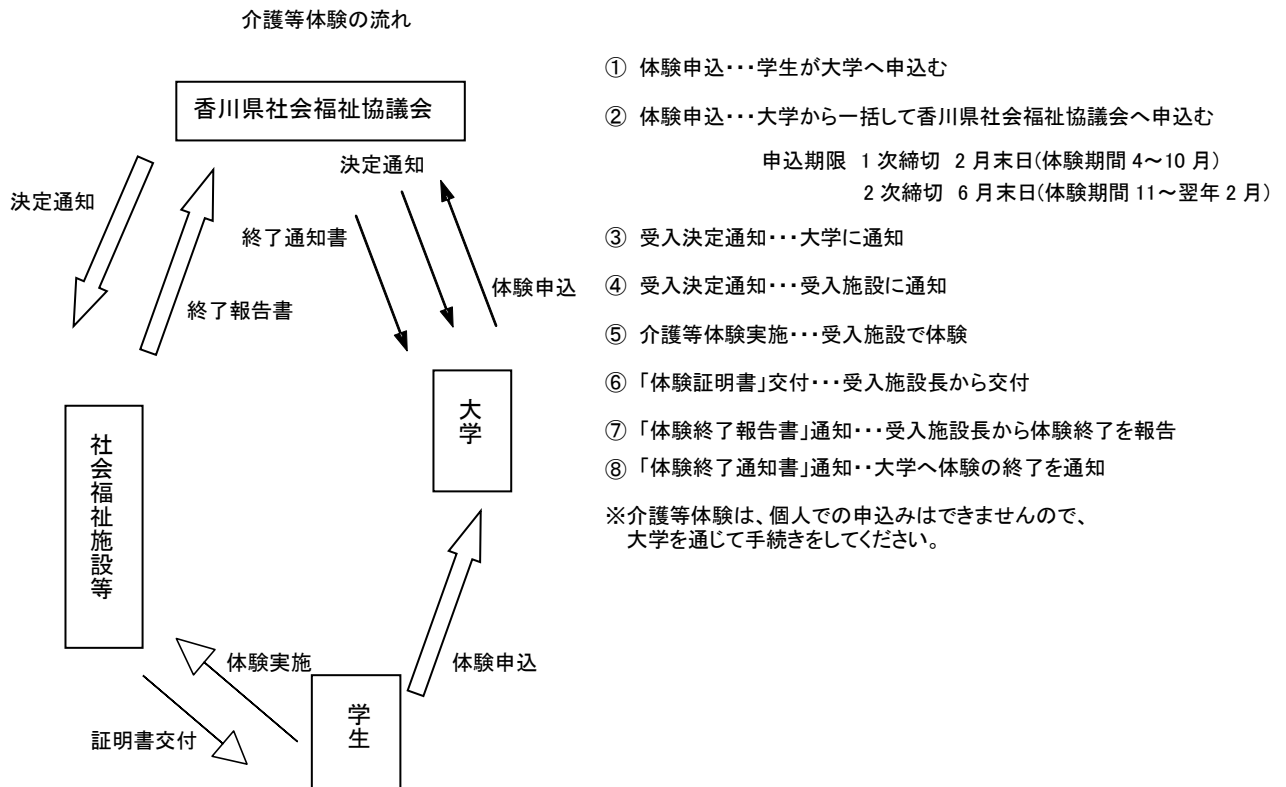 介護等体験の流れ
香川県社会福祉協議会
決定通知
決定通知
終了通知書
終了報告書
体験申込
大学
社会福祉施設等
体験実施
体験申込
学生
証明書交付
① 体験申込・・・学生が大学へ申込む
② 体験申込・・・大学から一括して香川県社会福祉協議会へ申込む
申込期限 1次締切 2月末日(体験期間4~10月)
2次締切 6月末日(体験期間11~翌年2月)
③ 受入決定通知・・・大学に通知
④ 受入決定通知・・・受入施設に通知
⑤ 介護等体験実施・・・受入施設で体験
⑥ 「体験証明書」交付・・・受入施設長から交付
⑦ 「体験終了報告書」通知・・・受入施設長から体験終了を報告
⑧ 「体験終了通知書」通知・・大学へ体験の終了を通知
※介護等体験は、個人での申込みはできませんので、
大学を通じて手続きをしてください。